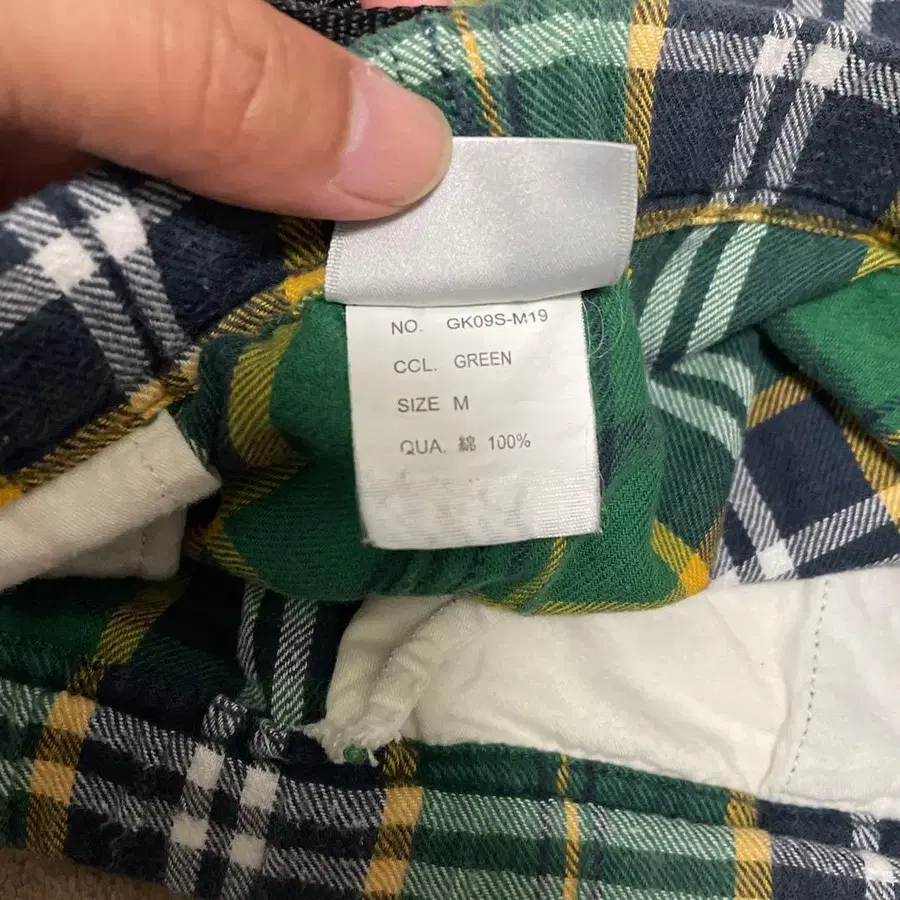 NO. GK09S-M19
CCL. GREEN
SIZE M
QUA. 綿 100%